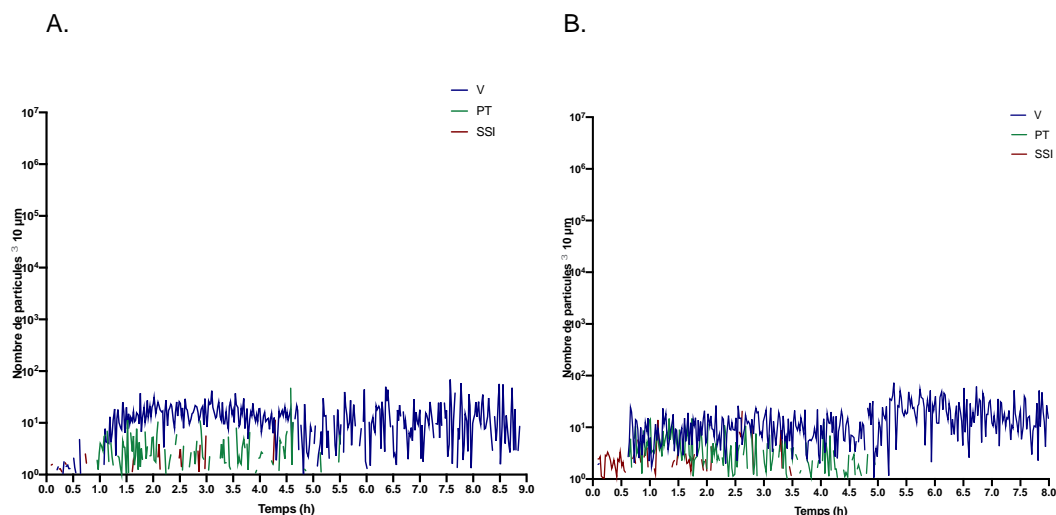 A.
V
PT
SSI
10⁷
10⁶
10⁵
10⁴
10³
10²
10¹
10⁰
Nombre de particules ³ 10 µm
0.0 0.5 1.0 1.5 2.0 2.5 3.0 3.5 4.0 4.5 5.0 5.5 6.0 6.5 7.0 7.5 8.0 8.5 9.0
Temps (h)
B.
V
PT
SSI
10⁷
10⁶
10⁵
10⁴
10³
10²
10¹
10⁰
Nombre de particules ³ 10 µm
0.0 0.5 1.0 1.5 2.0 2.5 3.0 3.5 4.0 4.5 5.0 5.5 6.0 6.5 7.0 7.5 8.0
Temps (h)